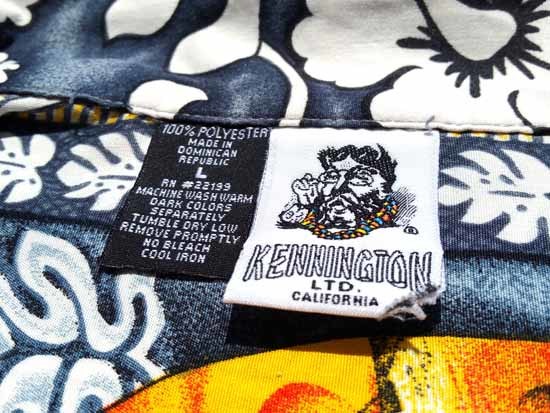 100% POLYESTER
MADE IN
DOMINICAN
REPUBLIC
L
RN #22199
MACHINE WASH WARM
DARK COLORS
SEPARATELY
TUMBLE DRY LOW
REMOVE PROMPTLY
NO BLEACH
COOL IRON
®
KENNINGTON
LTD.
CALIFORNIA